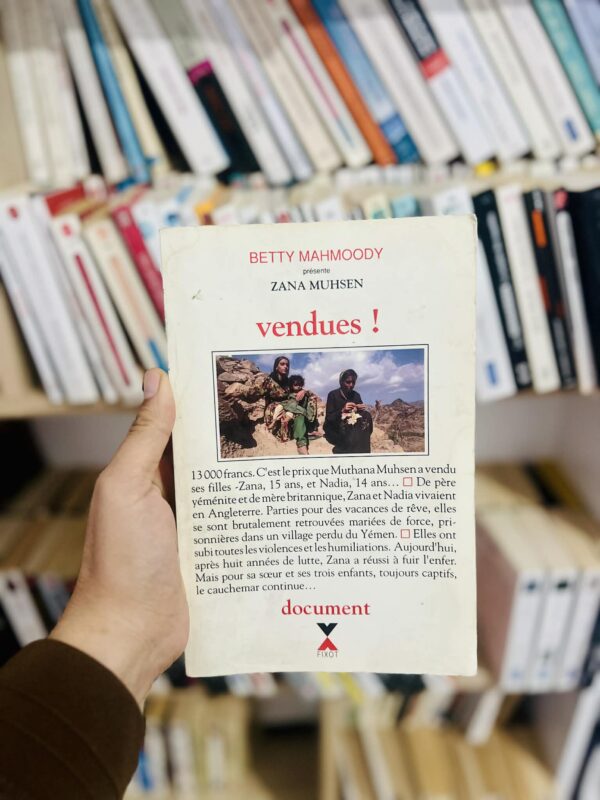 BETTY MAHMOODY
présente
ZANA MUHSEN
vendues !
13 000 francs. C'est le prix que Muthana Muhsen a vendu
ses filles -Zana, 15 ans, et Nadia, 14 ans... □ De père
yéménite et de mère britannique, Zana et Nadia vivaient
en Angleterre. Parties pour des vacances de rêve, elles
se sont brutalement retrouvées mariées de force, pri-
sonnières dans un village perdu du Yémen. □ Elles ont
subi toutes les violences et les humiliations. Aujourd'hui,
après huit années de lutte, Zana a réussi à fuir l'enfer.
Mais pour sa sœur et ses trois enfants, toujours captifs,
le cauchemar continue...
document
FIXOT